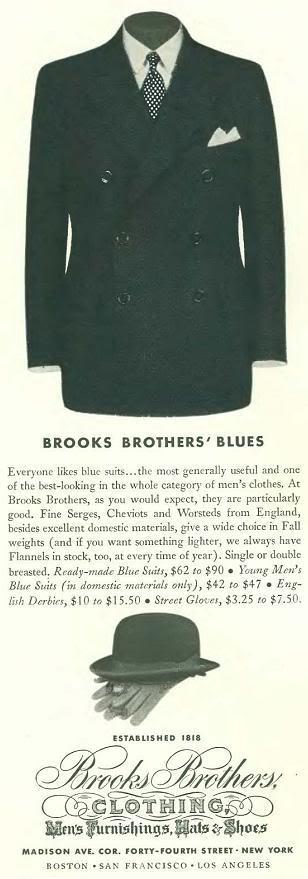 BROOKS BROTHERS' BLUES
Everyone likes blue suits...the most generally useful and one
of the best-looking in the whole category of men's clothes. At
Brooks Brothers, as you would expect, they are particularly
good. Fine Serges, Cheviots and Worsteds from England,
besides excellent domestic materials, give a wide choice in Fall
weights (and if you want something lighter, we always have
Flannels in stock, too, at every time of year). Single or double
breasted. Ready-made Blue Suits, $62 to $90 • Young Men's
Blue Suits (in domestic materials only), $42 to $47 • Eng-
lish Derbies, $10 to $15.50 • Street Gloves, $3.25 to $7.50.
ESTABLISHED 1818
Brooks Brothers,
CLOTHING,
Men's Furnishings, Hats & Shoes
MADISON AVE. COR. FORTY-FOURTH STREET · NEW YORK
BOSTON · SAN FRANCISCO · LOS ANGELES